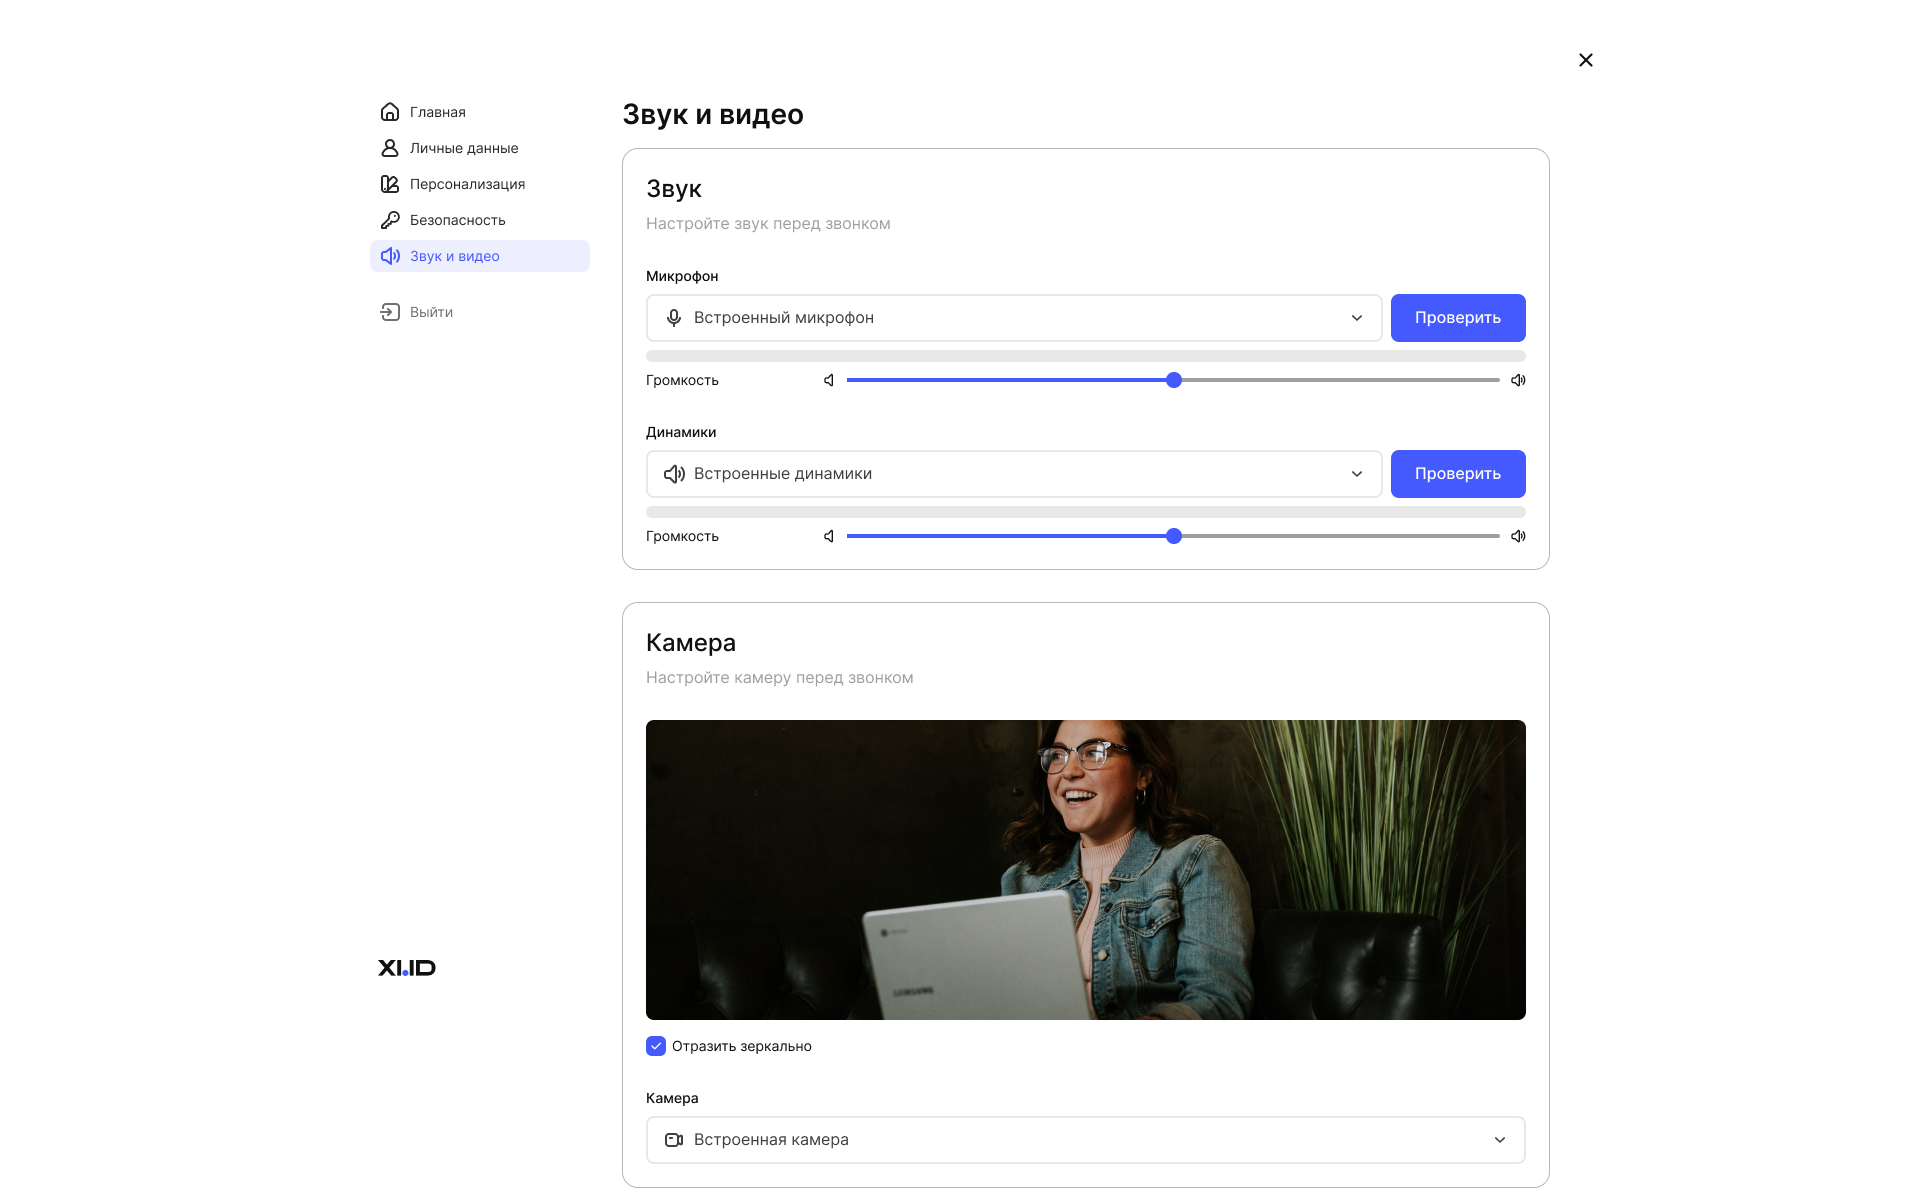 Главная
Личные данные
Персонализация
Безопасность
Звук и видео
Выйти
XI.ID
Звук и видео
Звук
Настройте звук перед звонком
Микрофон
Встроенный микрофон
Проверить
Громкость
Динамики
Встроенные динамики
Проверить
Громкость
Камера
Настройте камеру перед звонком
SAMSUNG
Отразить зеркально
Камера
Встроенная камера